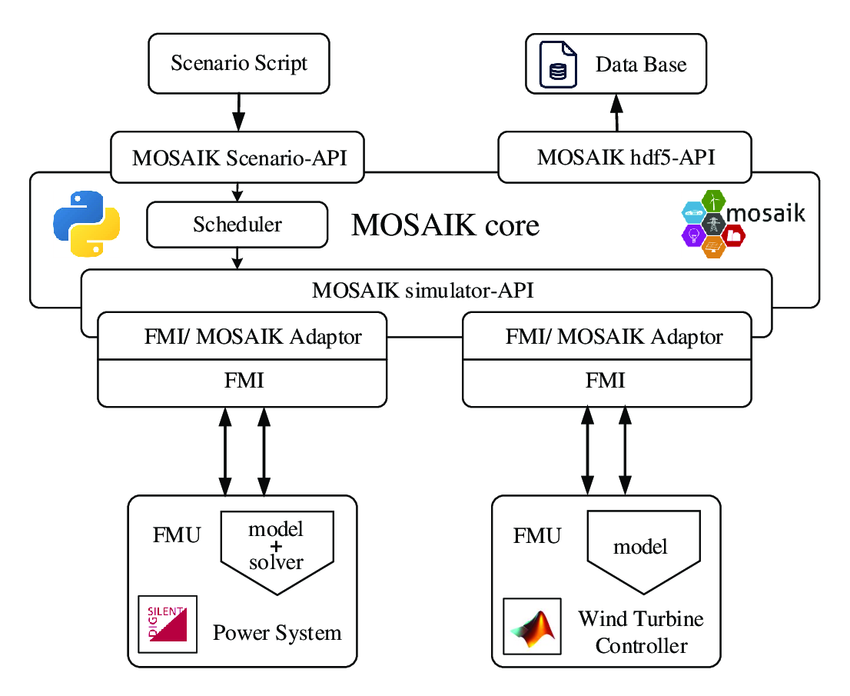 Scenario Script
Data Base
MOSAIK Scenario-API
MOSAIK hdf5-API
Scheduler
MOSAIK core
mosaik
MOSAIK simulator-API
FMI/ MOSAIK Adaptor
FMI/ MOSAIK Adaptor
FMI
FMI
FMU
model
+
solver
DIG
SILENT
Power System
FMU
model
Wind Turbine
Controller